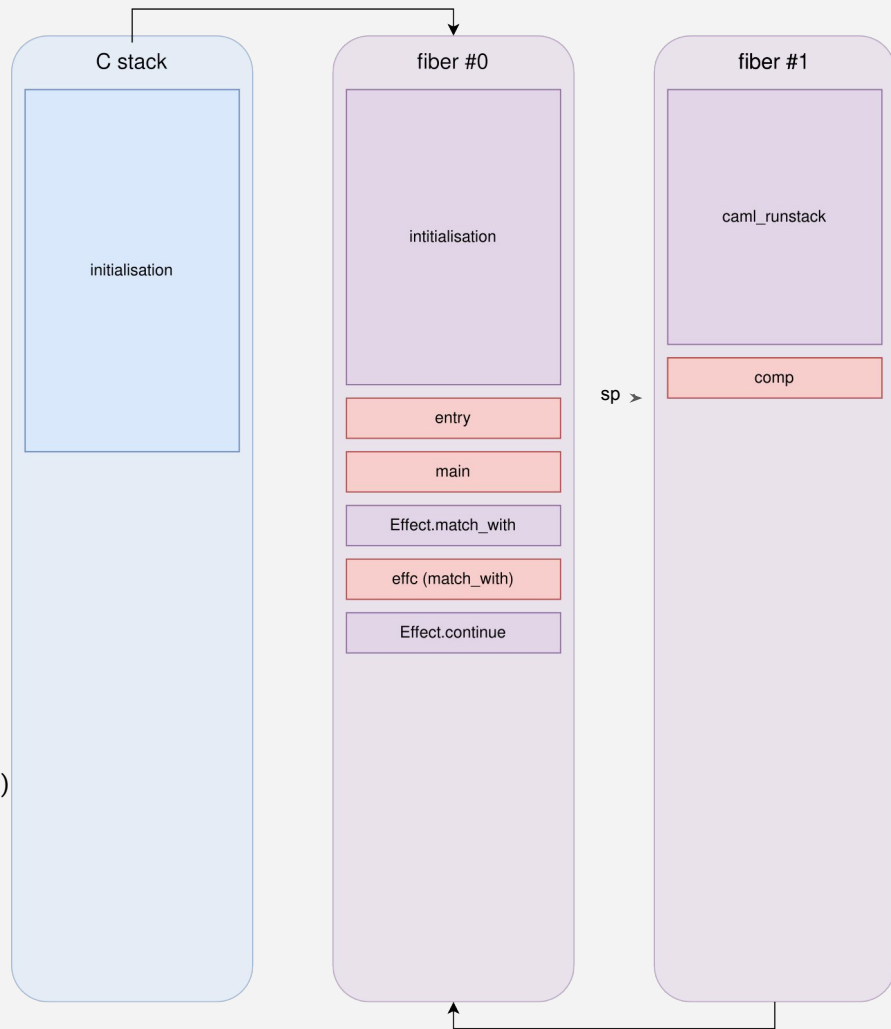 C stack
initialisation
)
fiber #0
intitialisation
entry
main
Effect.match_with
effc (match_with)
Effect.continue
fiber #1
caml_runstack
sp
comp